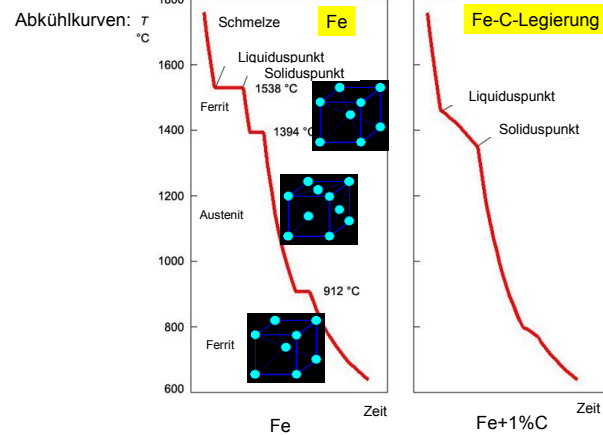 Abkühlkurven: T
°C
1800
1600
1400
1200
1000
800
600
Schmelze
Fe
Liquiduspunkt
Soliduspunkt
1538 °C
Ferrit
1394 °C
Austenit
912 °C
Ferrit
Zeit
Fe
Fe-C-Legierung
Liquiduspunkt
Soliduspunkt
Zeit
Fe+1%C